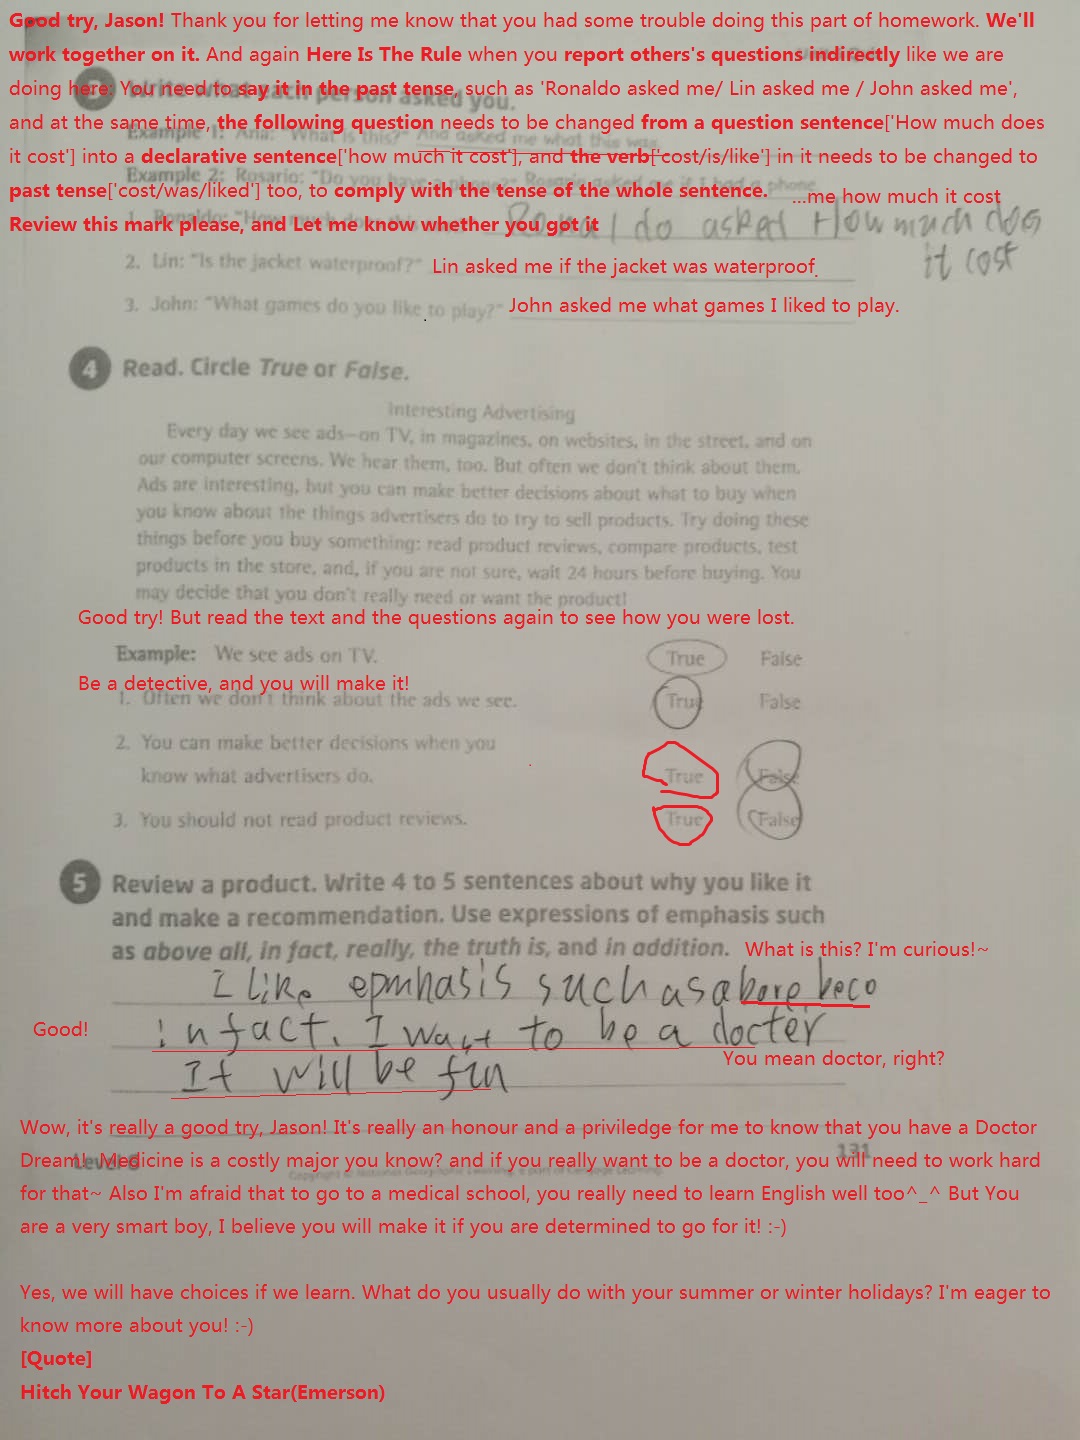 Good try, Jason! Thank you for letting me know that you had some trouble doing this part of homework. We'll
work together on it. And again Here Is The Rule when you report others's questions indirectly like we are
doing here: You need to say it in the past tense, such as 'Ronaldo asked me/ Lin asked me / John asked me',
3 Write what each person asked you.
and at the same time, the following question needs to be changed from a question sentence['How much does
Example 1: Ana: "What is this?" Ana asked me what this was.
it cost'] into a declarative sentence['how much it cost'], and the verb['cost/is/like'] in it needs to be changed to
Example 2: Rosario: "Do you have a phone?" Rosario asked me if I had a phone.
past tense['cost/was/liked'] too, to comply with the tense of the whole sentence.
...me how much it cost
Review this mark please, and Let me know whether you got it
1. Ronaldo: "How much does this cost?" Ronaldo asked How much does
it cost
2. Lin: "Is the jacket waterproof?" Lin asked me if the jacket was waterproof.
3. John: "What games do you like to play?" John asked me what games I liked to play.
4 Read. Circle True or False.
Interesting Advertising
Every day we see ads—on TV, in magazines, on websites, in the street, and on
our computer screens. We hear them, too. But often we don't think about them.
Ads are interesting, but you can make better decisions about what to buy when
you know about the things advertisers do to try to sell products. Try doing these
things before you buy something: read product reviews, compare products, test
products in the store, and, if you are not sure, wait 24 hours before buying. You
may decide that you don't really need or want the product!
Good try! But read the text and the questions again to see how you were lost.
Example: We see ads on TV. True False
Be a detective, and you will make it!
1. Often we don't think about the ads we see. True False
2. You can make better decisions when you
know what advertisers do. True False
3. You should not read product reviews. True False
5 Review a product. Write 4 to 5 sentences about why you like it
and make a recommendation. Use expressions of emphasis such
as above all, in fact, really, the truth is, and in addition. What is this? I'm curious!~
I like epmhasis such as abore, beco
Good! in fact. I want to be a docter
You mean doctor, right?
It will be fun
Wow, it's really a good try, Jason! It's really an honour and a priviledge for me to know that you have a Doctor
Dream! Medicine is a costly major you know? and if you really want to be a doctor, you will need to work hard
Level 6 131
Copyright © National Geographic Learning, a part of Cengage Learning
for that~ Also I'm afraid that to go to a medical school, you really need to learn English well too^_^ But You
are a very smart boy, I believe you will make it if you are determined to go for it! :-)
Yes, we will have choices if we learn. What do you usually do with your summer or winter holidays? I'm eager to
know more about you! :-)
[Quote]
Hitch Your Wagon To A Star(Emerson)